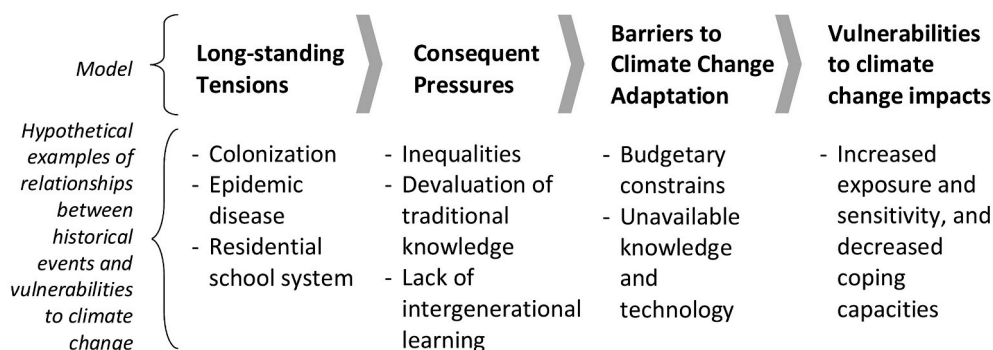 Model
Long-standing
Tensions
Consequent
Pressures
Barriers to
Climate Change
Adaptation
Vulnerabilities
to climate
change impacts
Hypothetical
examples of
relationships
between
historical
events and
vulnerabilities
to climate
change
- Colonization
- Epidemic
disease
- Residential
school system
- Inequalities
- Devaluation of
traditional
knowledge
- Lack of
intergenerational
learning
- Budgetary
constrains
- Unavailable
knowledge
and
technology
- Increased
exposure and
sensitivity, and
decreased
coping
capacities